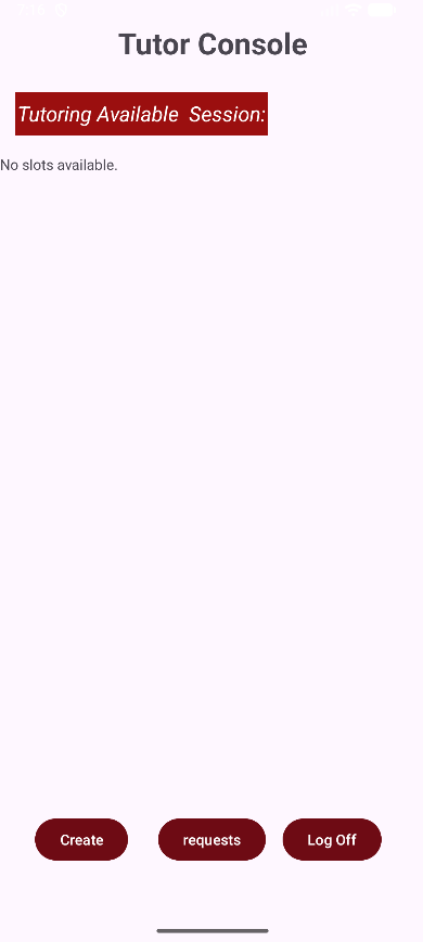 Tutor Console
Tutoring Available  Session:
No slots available.
Create
requests
Log Off